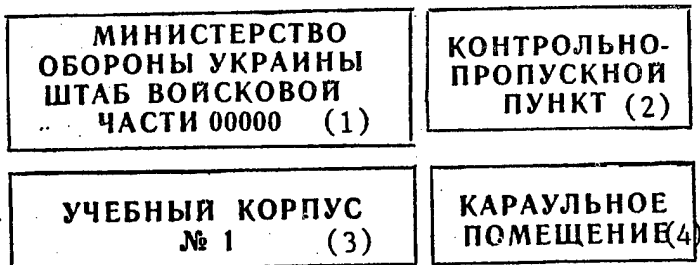 МИНИСТЕРСТВО
ОБОРОНЫ УКРАИНЫ
ШТАБ ВОЙСКОВОЙ
ЧАСТИ 00000 (1)
КОНТРОЛЬНО-
ПРОПУСКНОЙ
ПУНКТ (2)
УЧЕБНЫЙ КОРПУС
№ 1 (3)
КАРАУЛЬНОЕ
ПОМЕЩЕНИЕ(4)